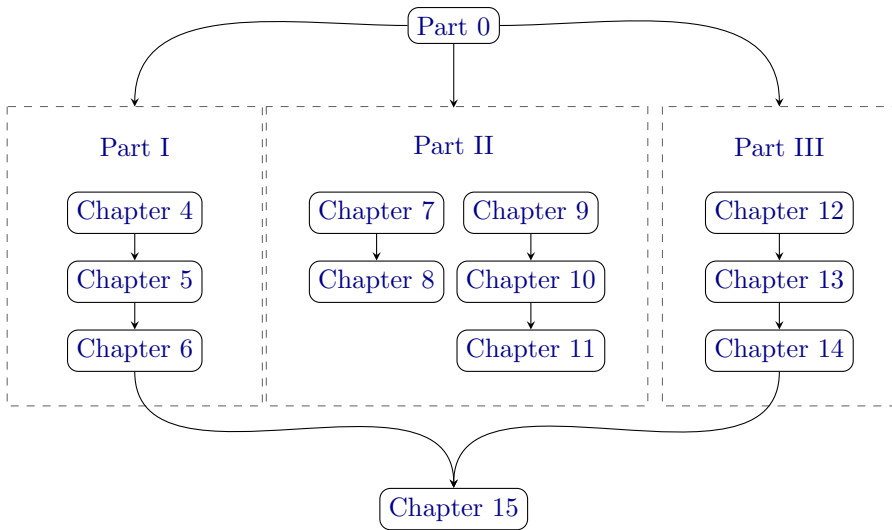 Part 0
Part I
Part II
Part III
Chapter 4
Chapter 7
Chapter 9
Chapter 12
Chapter 5
Chapter 8
Chapter 10
Chapter 13
Chapter 6
Chapter 11
Chapter 14
Chapter 15